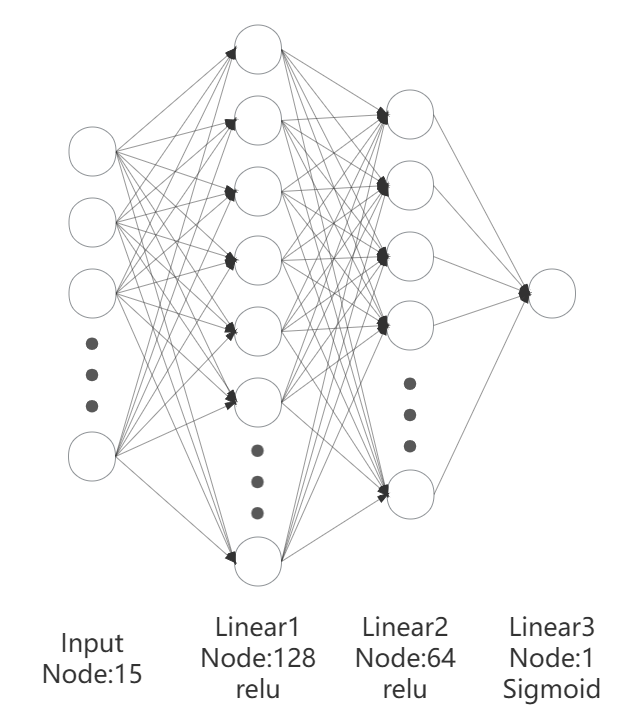 Input
Node:15
Linear1
Node:128
relu
Linear2
Node:64
relu
Linear3
Node:1
Sigmoid